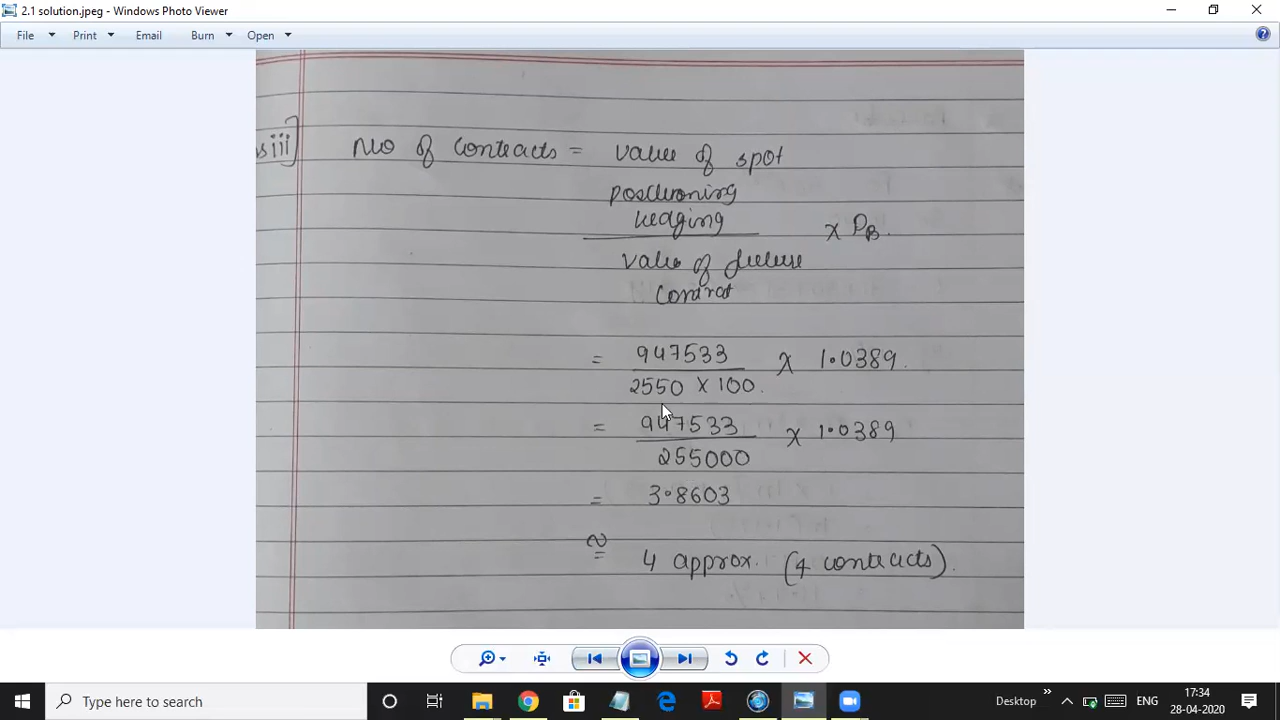 2.1 solution.jpeg - Windows Photo Viewer
File Print Email Burn Open
siii] No of contracts = value of spot
positioning
hedging × PB.
value of future
contract
= 947533 × 1.0389.
2550 × 100.
= 947533 × 1.0389
255000
= 3.8603
≅ 4 approx. (4 contracts).
Type here to search
Desktop » ENG 17:34
28-04-2020